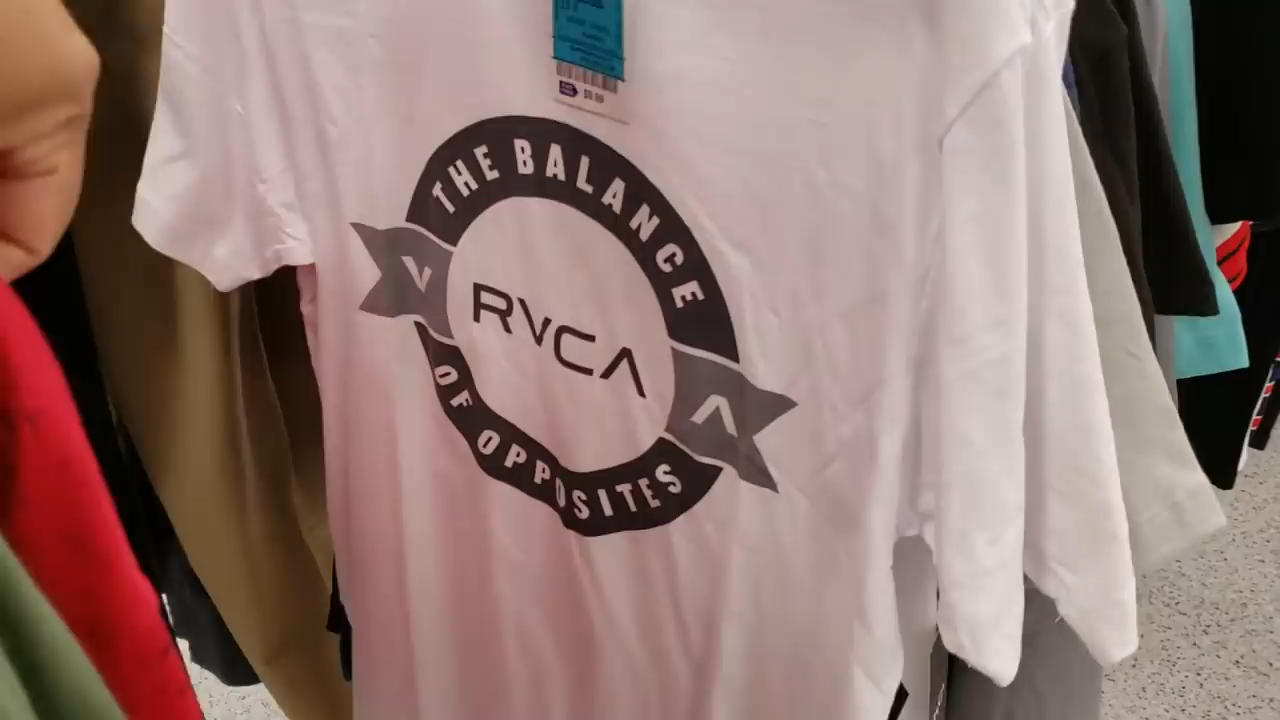 THE BALANCE
V
RVCA
Λ
OF OPPOSITES